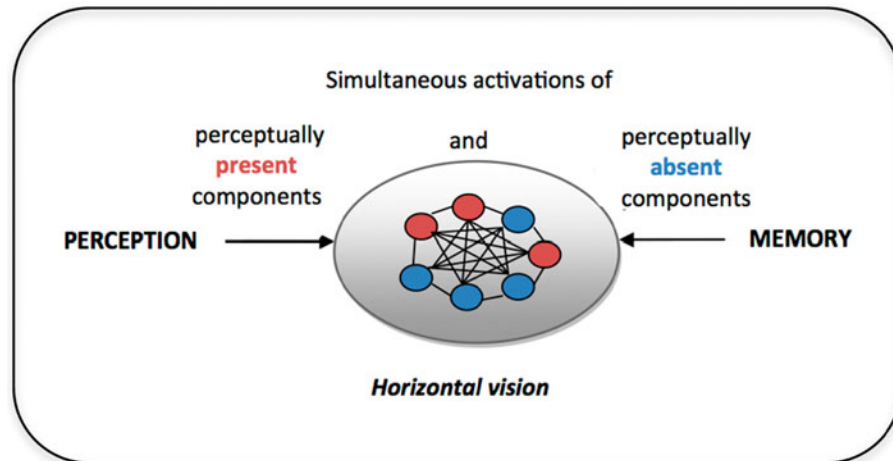 Simultaneous activations of
perceptually
present
components
and
perceptually
absent
components
PERCEPTION
MEMORY
Horizontal vision